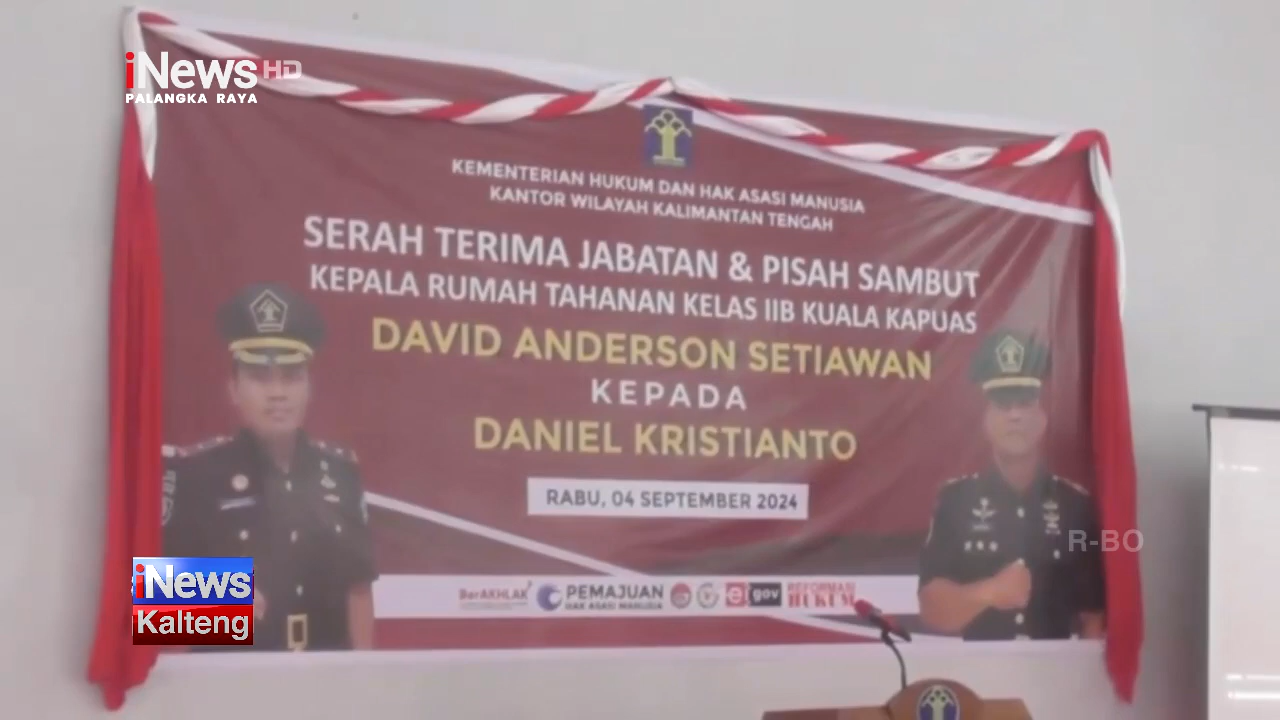 iNews HD
PALANGKA RAYA
KEMENTERIAN HUKUM DAN HAK ASASI MANUSIA
KANTOR WILAYAH KALIMANTAN TENGAH
SERAH TERIMA JABATAN & PISAH SAMBUT
KEPALA RUMAH TAHANAN KELAS IIB KUALA KAPUAS
DAVID ANDERSON SETIAWAN
KEPADA
DANIEL KRISTIANTO
RABU, 04 SEPTEMBER 2024
R-BO
BerAKHLAK
PEMAJUAN
HAK ASASI MANUSIA
e gov
REFORMASI
HUKUM
iNews
Kalteng